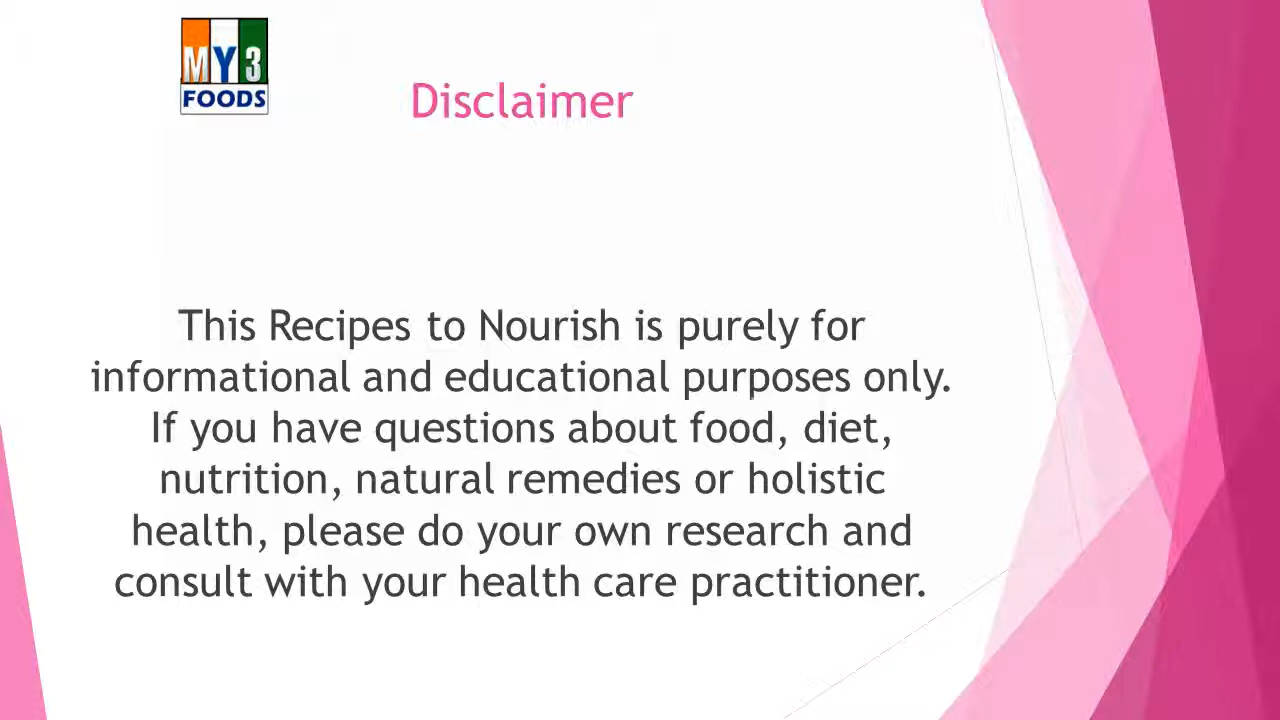 MY3
FOODS
Disclaimer
This Recipes to Nourish is purely for
informational and educational purposes only.
If you have questions about food, diet,
nutrition, natural remedies or holistic
health, please do your own research and
consult with your health care practitioner.